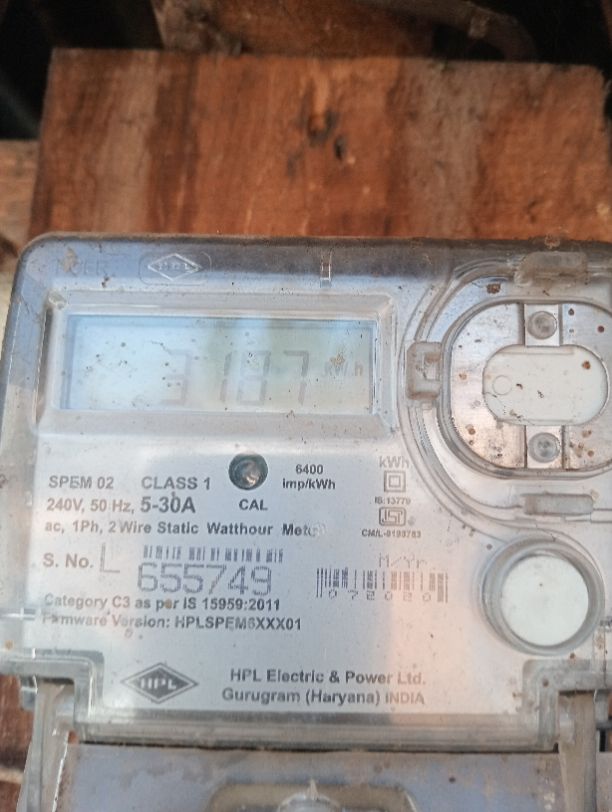 HPL
3187 kWh
SPEM 02 CLASS 1
6400
imp/kWh
kWh
240V, 50 Hz, 5-30A
CAL
IS:13779
ac, 1Ph, 2 Wire Static Watthour Meter
ISI
S. No. L
655749
M/Yr
072020
Category C3 as per IS 15959:2011
Firmware Version: HPLSPEM6XXX01
HPL
HPL Electric & Power Ltd.
Gurugram (Haryana) INDIA